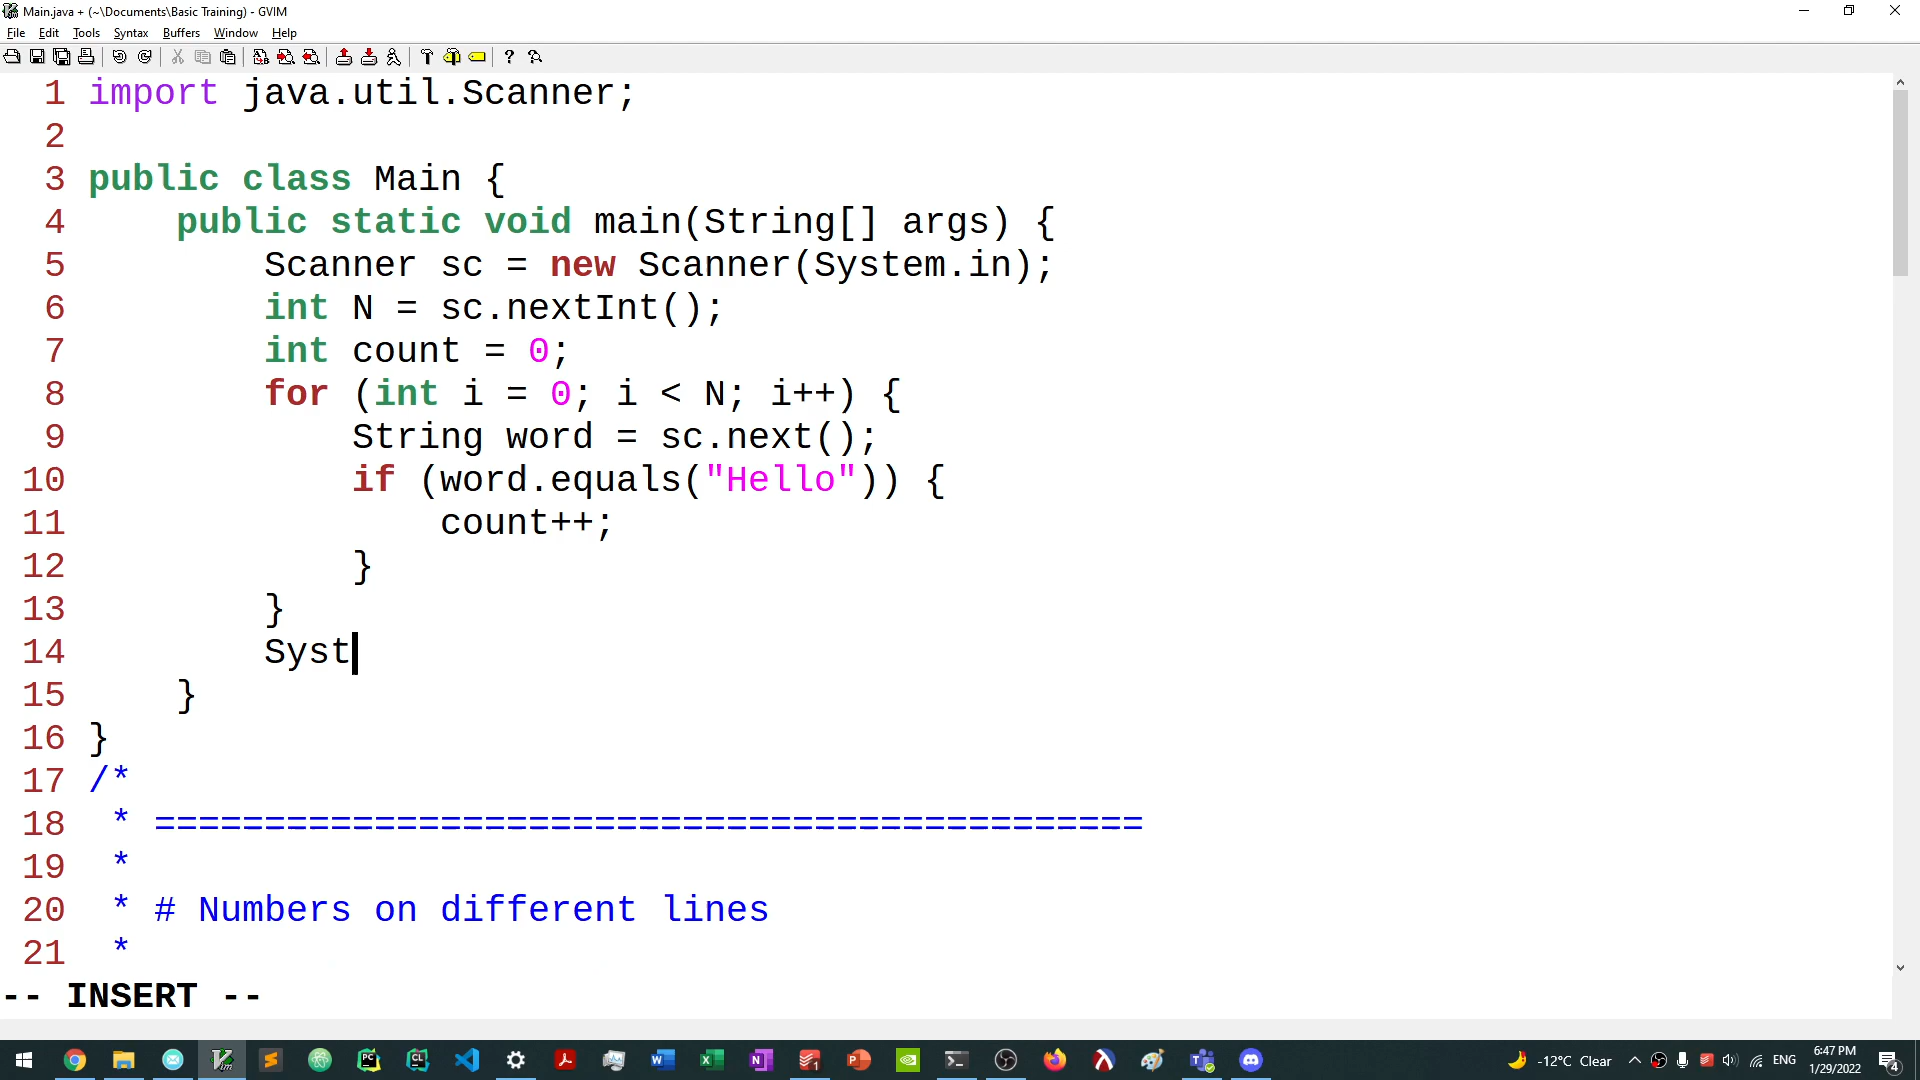 Main.java + (~\Documents\Basic Training) - GVIM
File Edit Tools Syntax Buffers Window Help
1 import java.util.Scanner;
2
3 public class Main {
4     public static void main(String[] args) {
5         Scanner sc = new Scanner(System.in);
6         int N = sc.nextInt();
7         int count = 0;
8         for (int i = 0; i < N; i++) {
9             String word = sc.next();
10             if (word.equals("Hello")) {
11                 count++;
12             }
13         }
14         Syst
15     }
16 }
17 /*
18  * =============================================
19  *
20  * # Numbers on different lines
21  *
-- INSERT --
-12°C Clear ENG 6:47 PM
1/29/2022 4